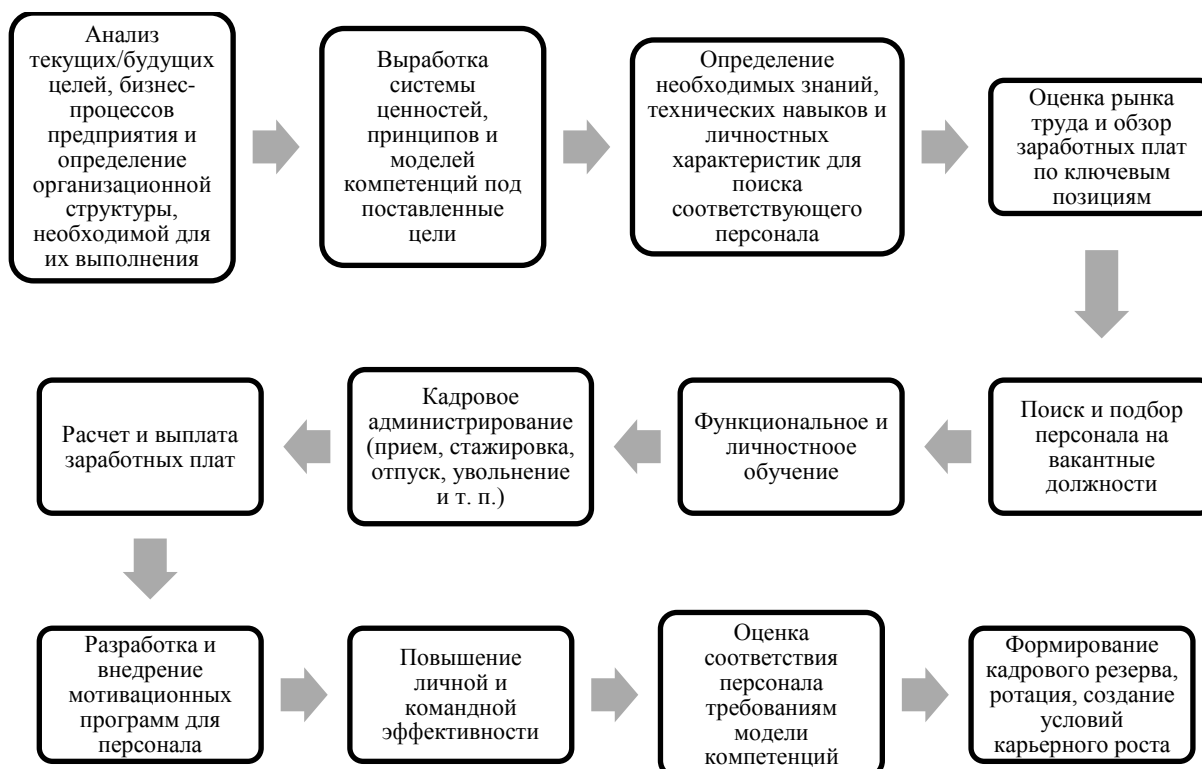 Анализ
текущих/будущих
целей, бизнес-
процессов
предприятия и
определение
организационной
структуры,
необходимой для
их выполнения
Выработка
системы
ценностей,
принципов и
моделей
компетенций под
поставленные
цели
Определение
необходимых знаний,
технических навыков и
личностных
характеристик для
поиска
соответствующего
персонала
Оценка рынка
труда и обзор
заработных плат
по ключевым
позициям
Поиск и подбор
персонала на
вакантные
должности
Функциональное и
личностноое
обучение
Кадровое
администрирование
(прием, стажировка,
отпуск, увольнение
и т. п.)
Расчет и выплата
заработных плат
Разработка и
внедрение
мотивационных
программ для
персонала
Повышение
личной и
командной
эффективности
Оценка
соответствия
персонала
требованиям
модели
компетенций
Формирование
кадрового резерва,
ротация, создание
условий
карьерного роста